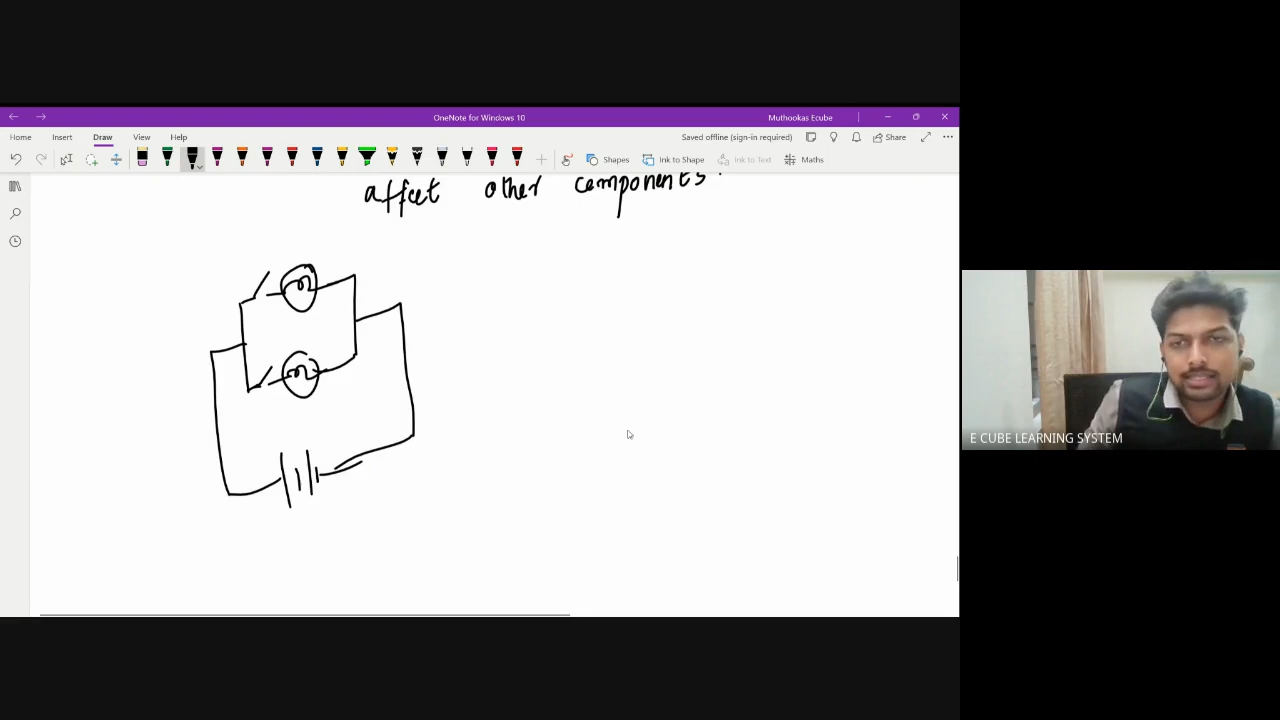 OneNote for Windows 10
Muthookas Ecube
Home Insert Draw View Help
Saved offline (sign-in required)
Share
Shapes
Ink to Shape
Ink to Text
Maths
affect other components.
E CUBE LEARNING SYSTEM